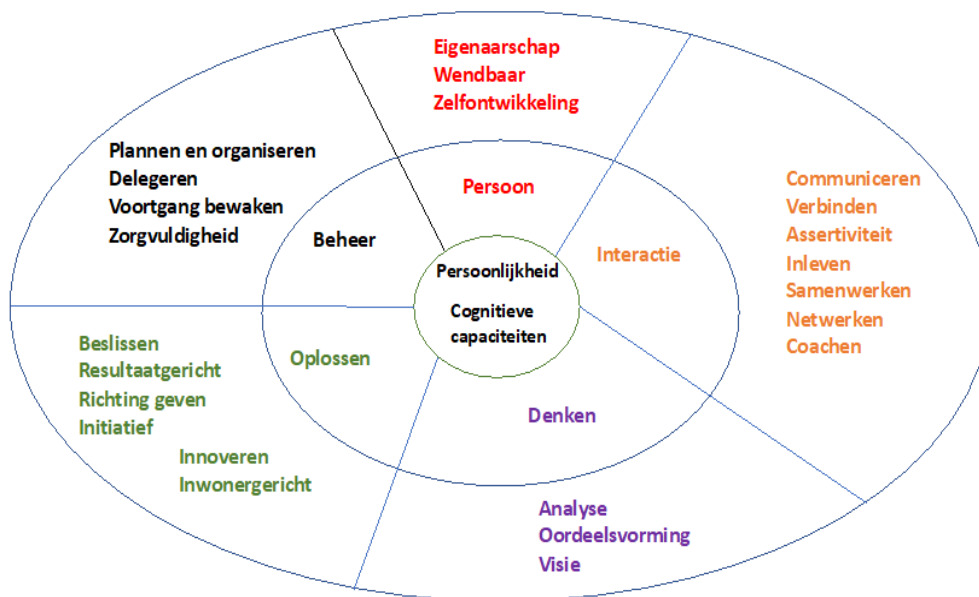 Eigenaarschap
Wendbaar
Zelfontwikkeling
Persoon
Plannen en organiseren
Delegeren
Voortgang bewaken
Zorgvuldigheid
Beheer
Communiceren
Verbinden
Assertiviteit
Inleven
Samenwerken
Netwerken
Coachen
Interactie
Persoonlijkheid
Cognitieve
capaciteiten
Beslissen
Resultaatgericht
Richting geven
Initiatief
Innoveren
Inwonergericht
Oplossen
Denken
Analyse
Oordeelsvorming
Visie